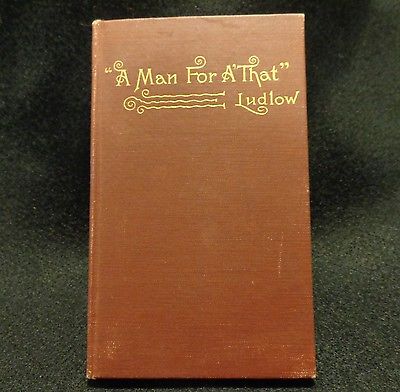 "A Man For A' That"
Ludlow